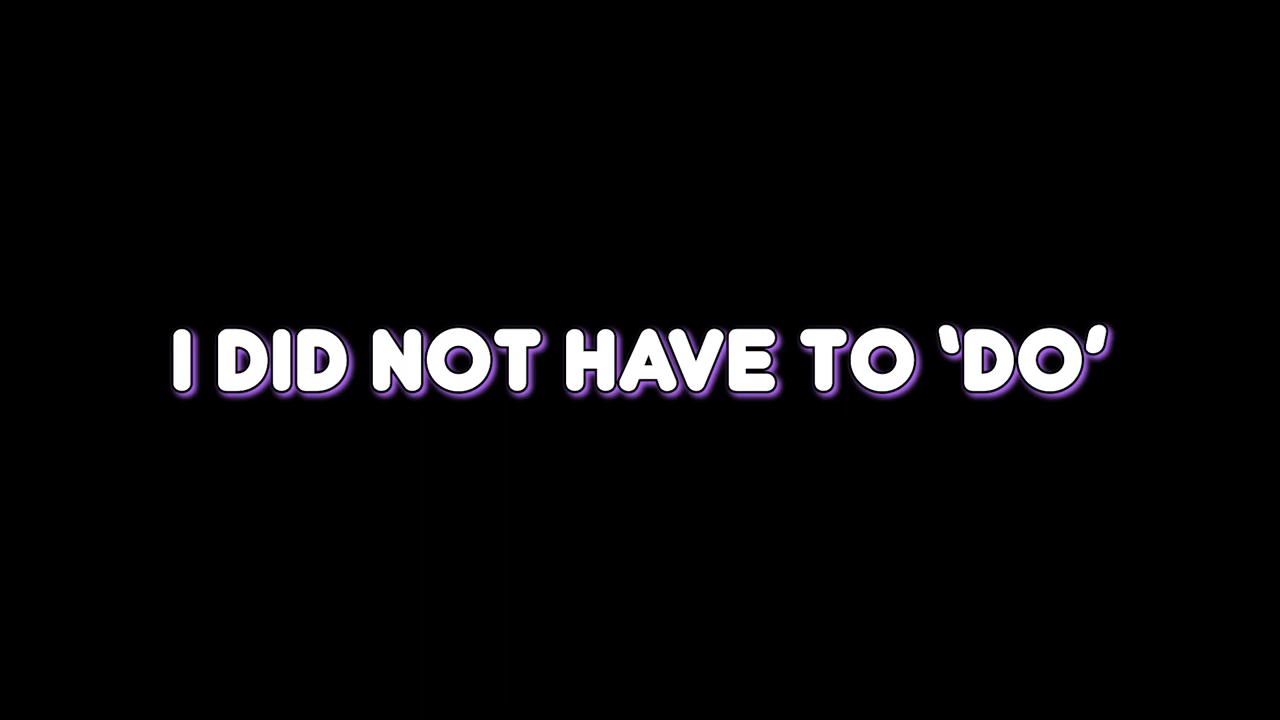 I DID NOT HAVE TO ‘DO’